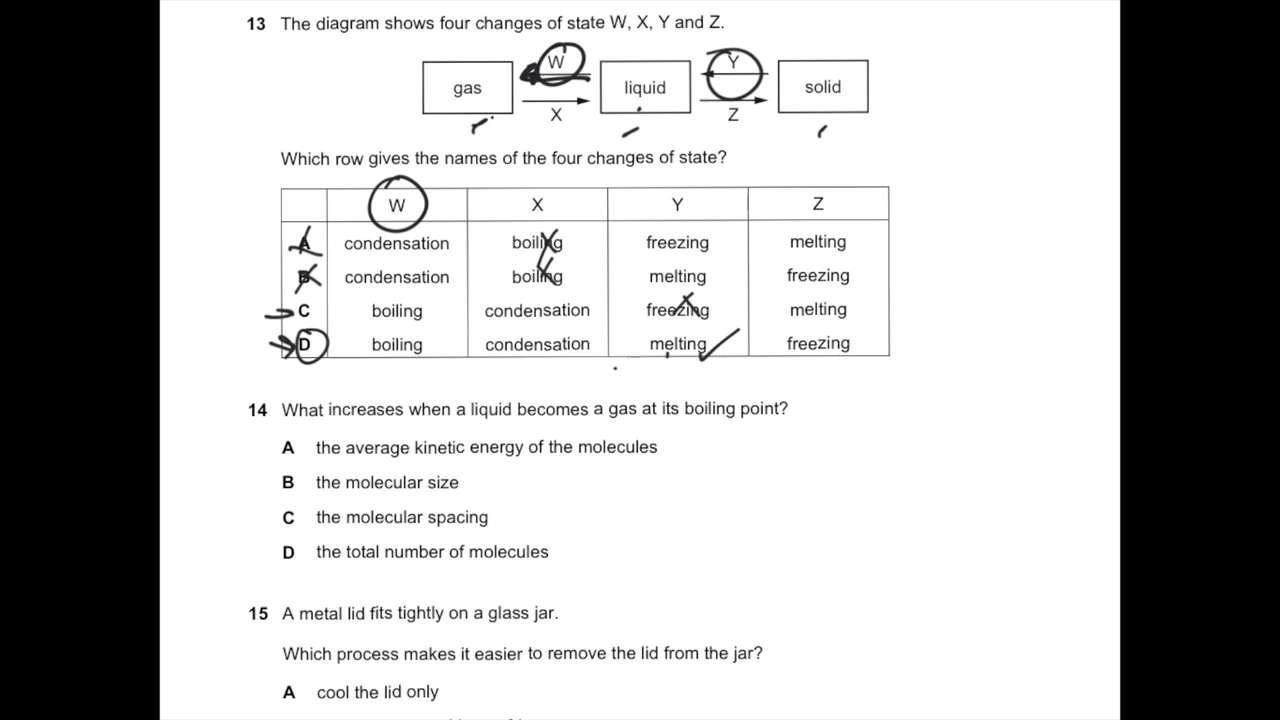 13 The diagram shows four changes of state W, X, Y and Z.
W Y
gas liquid solid
X Z
Which row gives the names of the four changes of state?
W X Y Z
A condensation boiling freezing melting
B condensation boiling melting freezing
C boiling condensation freezing melting
D boiling condensation melting freezing
14 What increases when a liquid becomes a gas at its boiling point?
A the average kinetic energy of the molecules
B the molecular size
C the molecular spacing
D the total number of molecules
15 A metal lid fits tightly on a glass jar.
Which process makes it easier to remove the lid from the jar?
A cool the lid only